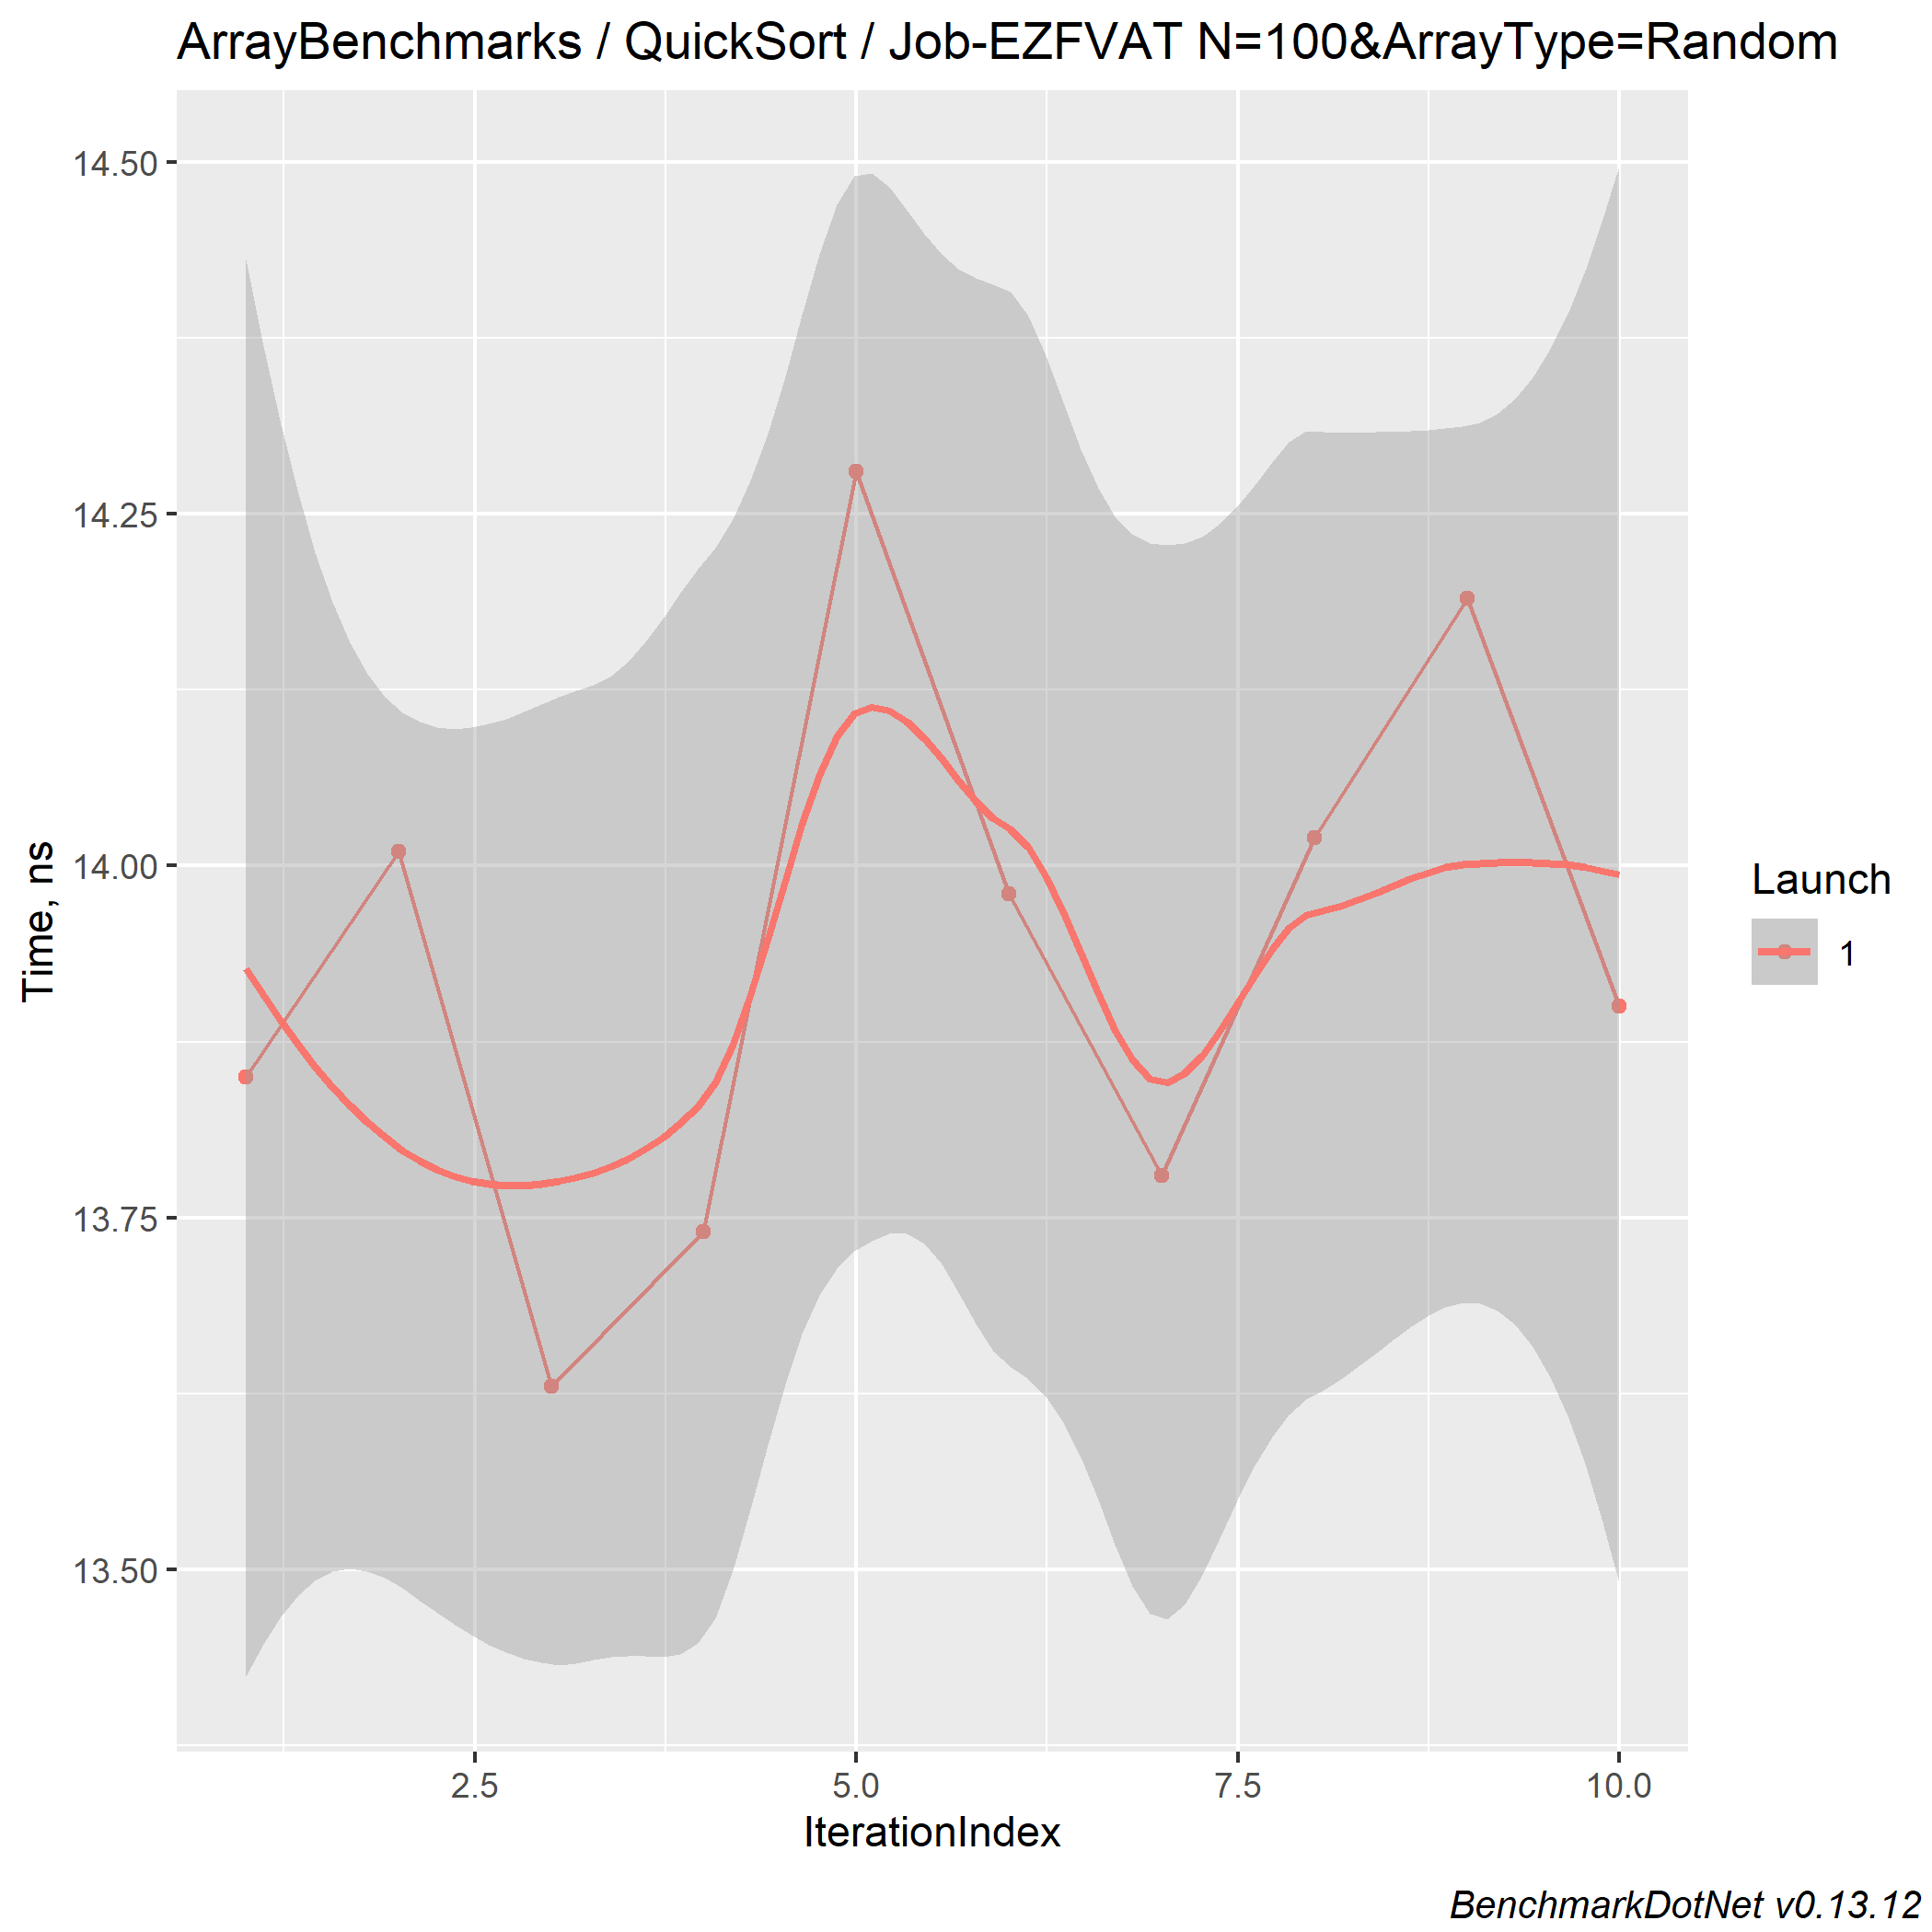 ArrayBenchmarks / QuickSort / Job-EZFVAT N=100&ArrayType=Random
14.50
14.25
14.00
13.75
13.50
Time, ns
2.5 5.0 7.5 10.0
IterationIndex
Launch
1
BenchmarkDotNet v0.13.12